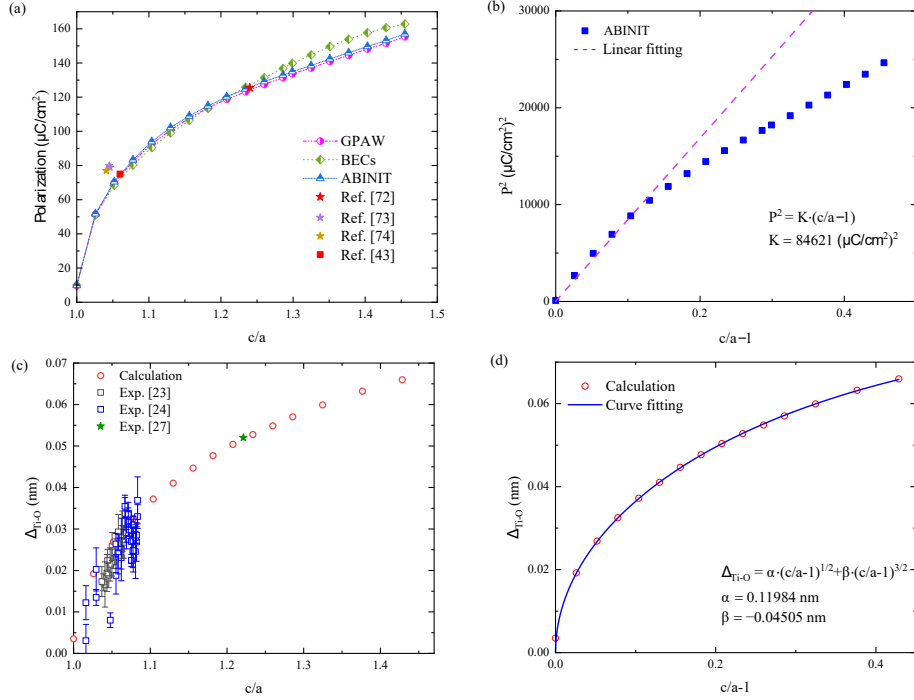 (a)
160
140
120
100
80
60
40
20
0
Polarization (μC/cm²)
GPAW
BECs
ABINIT
Ref. [72]
Ref. [73]
Ref. [74]
Ref. [43]
1.0
1.1
1.2
1.3
1.4
1.5
c/a
(b)
30000
20000
10000
0
P² (μC/cm²)²
ABINIT
Linear fitting
P² = K·(c/a−1)
K = 84621 (μC/cm²)²
0.0
0.2
0.4
c/a−1
(c)
0.07
0.06
0.05
0.04
0.03
0.02
0.01
0.00
Δ_Ti-O (nm)
Calculation
Exp. [23]
Exp. [24]
Exp. [27]
1.0
1.1
1.2
1.3
1.4
c/a
(d)
0.06
0.04
0.02
0.00
Δ_Ti-O (nm)
Calculation
Curve fitting
Δ_Ti-O = α·(c/a-1)^1/2+β·(c/a-1)^3/2
α = 0.11984 nm
β = −0.04505 nm
0.0
0.2
0.4
c/a-1